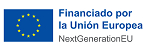 Financiado por
la Unión Europea
NextGenerationEU